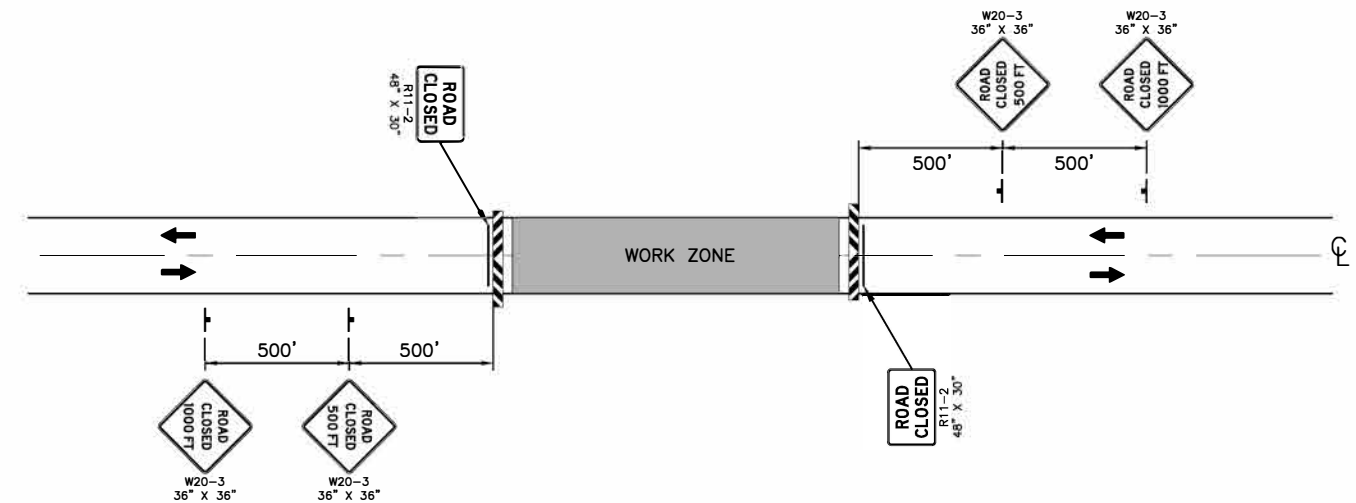 W20-3
36" X 36"
W20-3
36" X 36"
ROAD
CLOSED
500 FT
ROAD
CLOSED
1000 FT
ROAD
CLOSED
R11-2
48" X 30"
500'
500'
WORK ZONE
℄
500'
500'
ROAD
CLOSED
1000 FT
ROAD
CLOSED
500 FT
ROAD
CLOSED
R11-2
48" X 30"
W20-3
36" X 36"
W20-3
36" X 36"